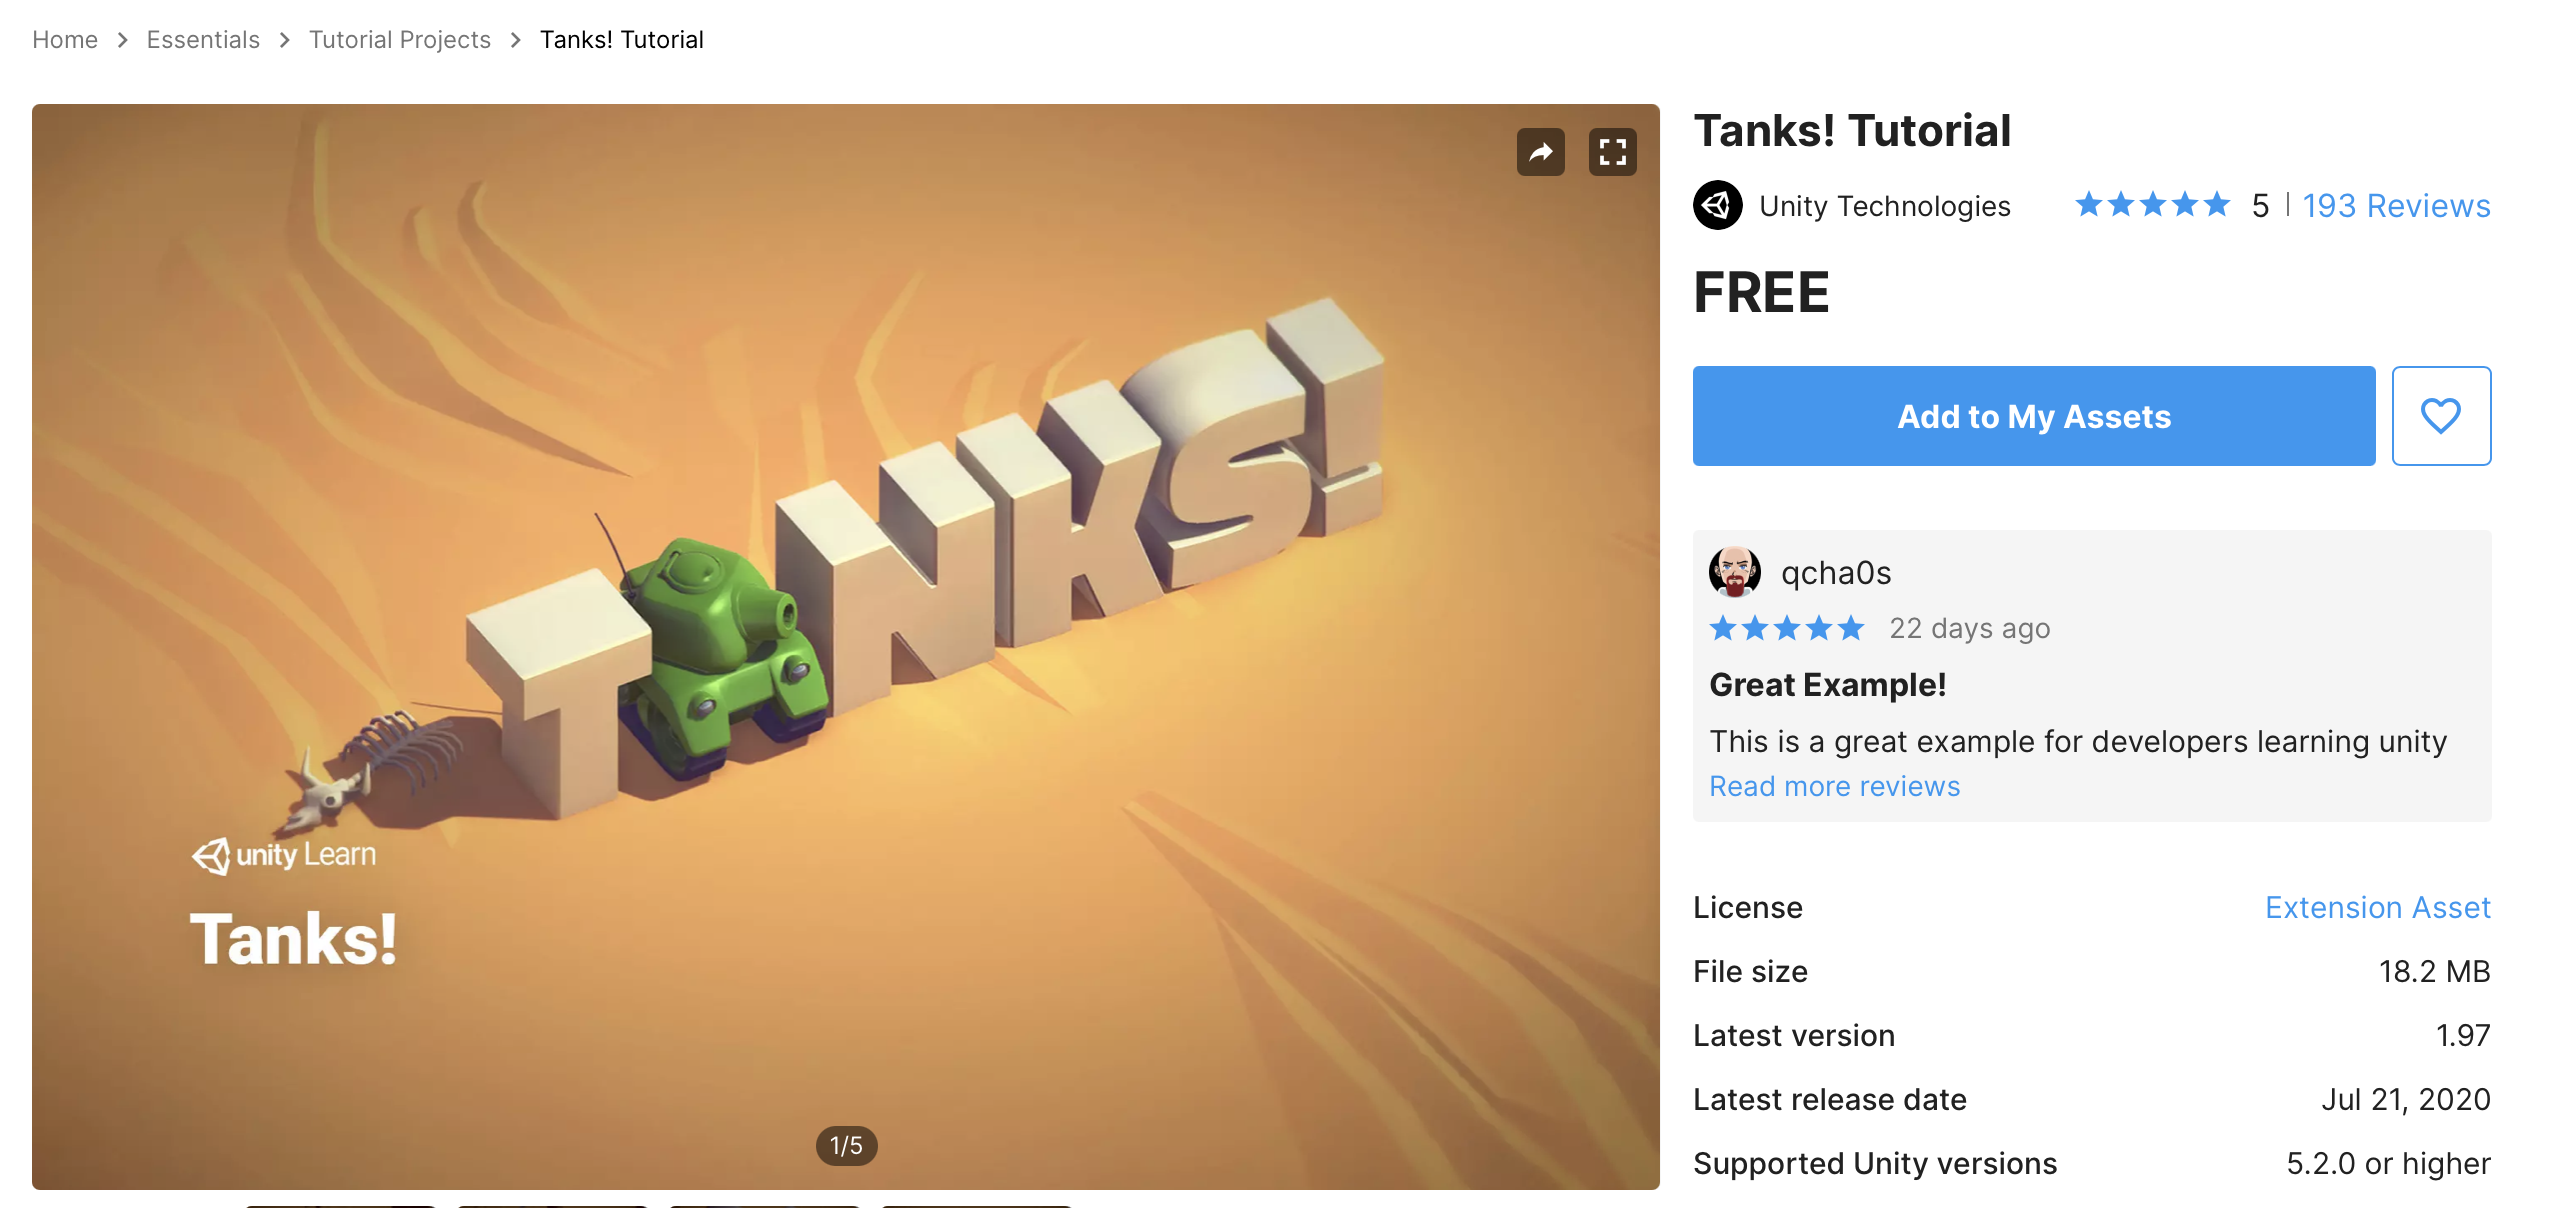 Home > Essentials > Tutorial Projects > Tanks! Tutorial
TANKS!
unity Learn
Tanks!
1/5
Tanks! Tutorial
Unity Technologies
5 | 193 Reviews
FREE
Add to My Assets
qcha0s
22 days ago
Great Example!
This is a great example for developers learning unity
Read more reviews
License Extension Asset
File size 18.2 MB
Latest version 1.97
Latest release date Jul 21, 2020
Supported Unity versions 5.2.0 or higher